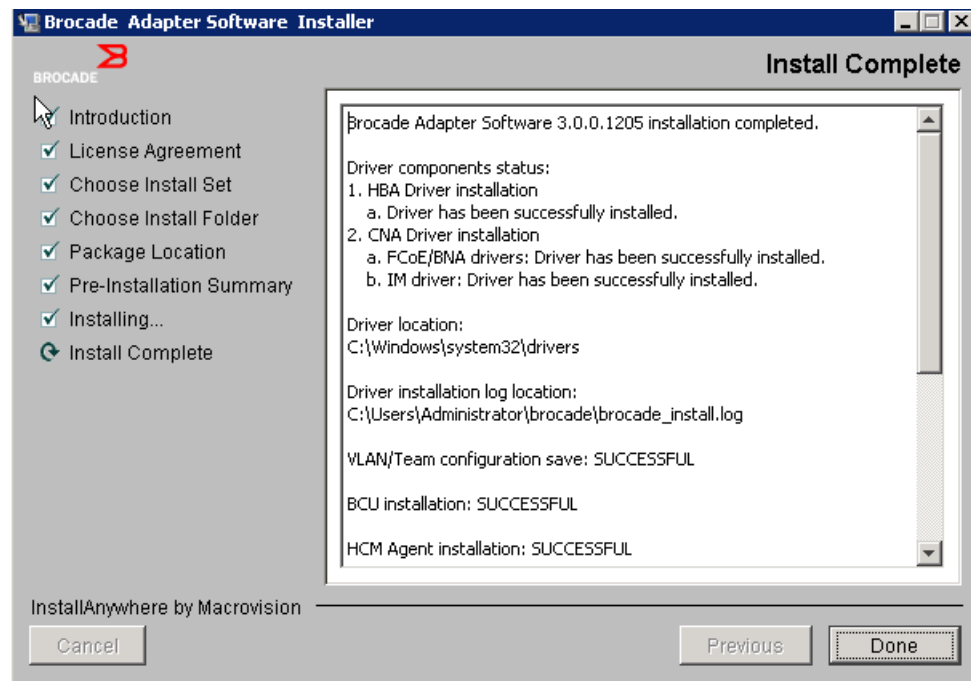 Brocade Adapter Software Installer
BROCADE
Install Complete
Introduction
License Agreement
Choose Install Set
Choose Install Folder
Package Location
Pre-Installation Summary
Installing...
Install Complete
Brocade Adapter Software 3.0.0.1205 installation completed.
Driver components status:
1. HBA Driver installation
a. Driver has been successfully installed.
2. CNA Driver installation
a. FCoE/BNA drivers: Driver has been successfully installed.
b. IM driver: Driver has been successfully installed.
Driver location:
C:\Windows\system32\drivers
Driver installation log location:
C:\Users\Administrator\brocade\brocade_install.log
VLAN/Team configuration save: SUCCESSFUL
BCU installation: SUCCESSFUL
HCM Agent installation: SUCCESSFUL
InstallAnywhere by Macrovision
Cancel
Previous
Done